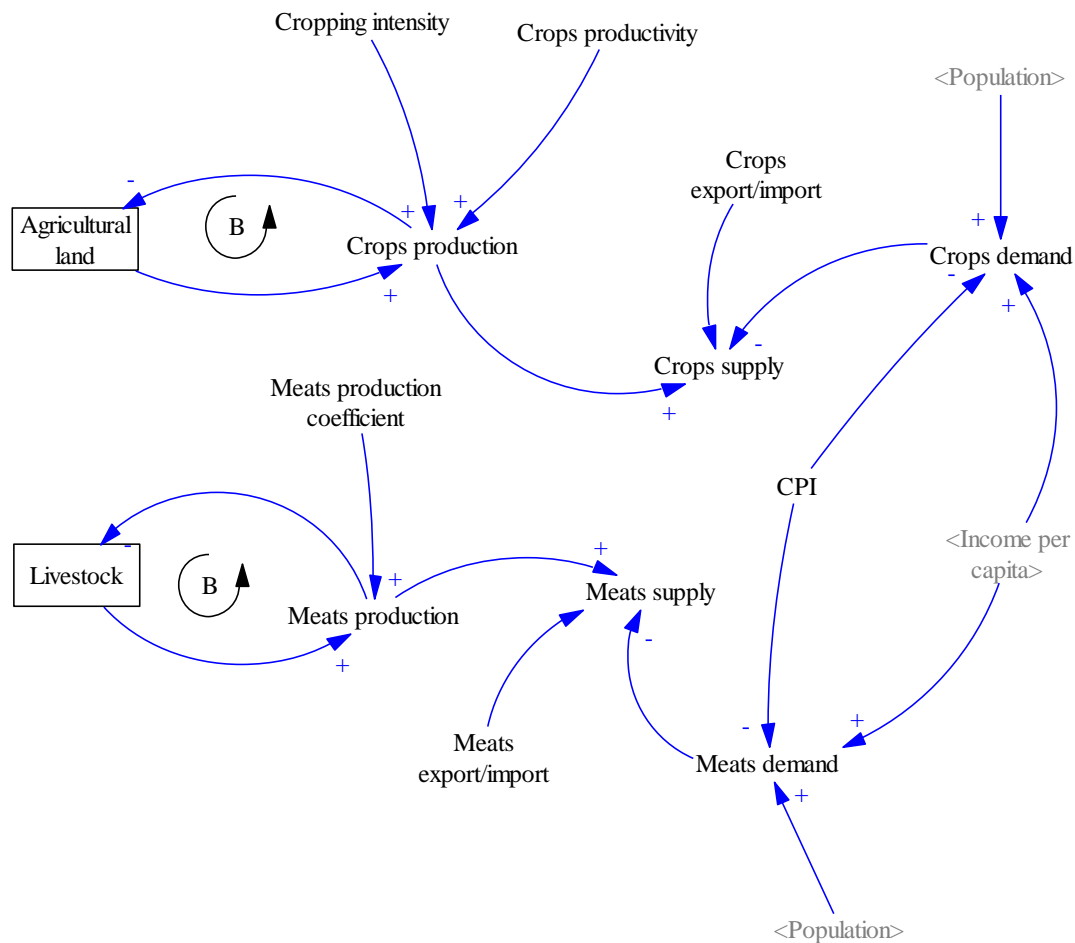 Cropping intensity
Crops productivity
<Population>
Crops
export/import
-
B
+
+
Agricultural
land
Crops production
+
+
Crops demand
-
+
+
-
Crops supply
+
Meats production
coefficient
CPI
-
Livestock
B
+
+
<Income per
capita>
Meats supply
Meats production
+
-
Meats
export/import
-
+
Meats demand
+
<Population>